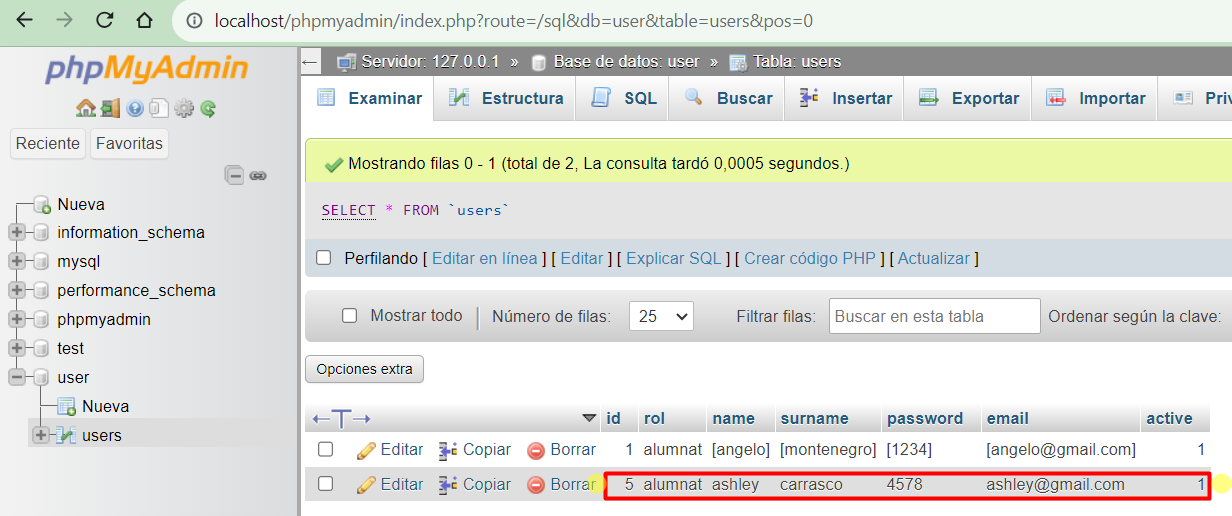 localhost/phpmyadmin/index.php?route=/sql&db=user&table=users&pos=0
phpMyAdmin
Reciente Favoritas
Nueva
information_schema
mysql
performance_schema
phpmyadmin
test
user
Nueva
users
Servidor: 127.0.0.1 » Base de datos: user » Tabla: users
Examinar Estructura SQL Buscar Insertar Exportar Importar Priv
Mostrando filas 0 - 1 (total de 2, La consulta tardó 0,0005 segundos.)
SELECT * FROM `users`
Perfilando [ Editar en línea ] [ Editar ] [ Explicar SQL ] [ Crear código PHP ] [ Actualizar ]
Mostrar todo Número de filas: 25 Filtrar filas: Buscar en esta tabla Ordenar según la clave:
Opciones extra
←T→ id rol name surname password email active
Editar Copiar Borrar 1 alumnat [angelo] [montenegro] [1234] [angelo@gmail.com] 1
Editar Copiar Borrar 5 alumnat ashley carrasco 4578 ashley@gmail.com 1